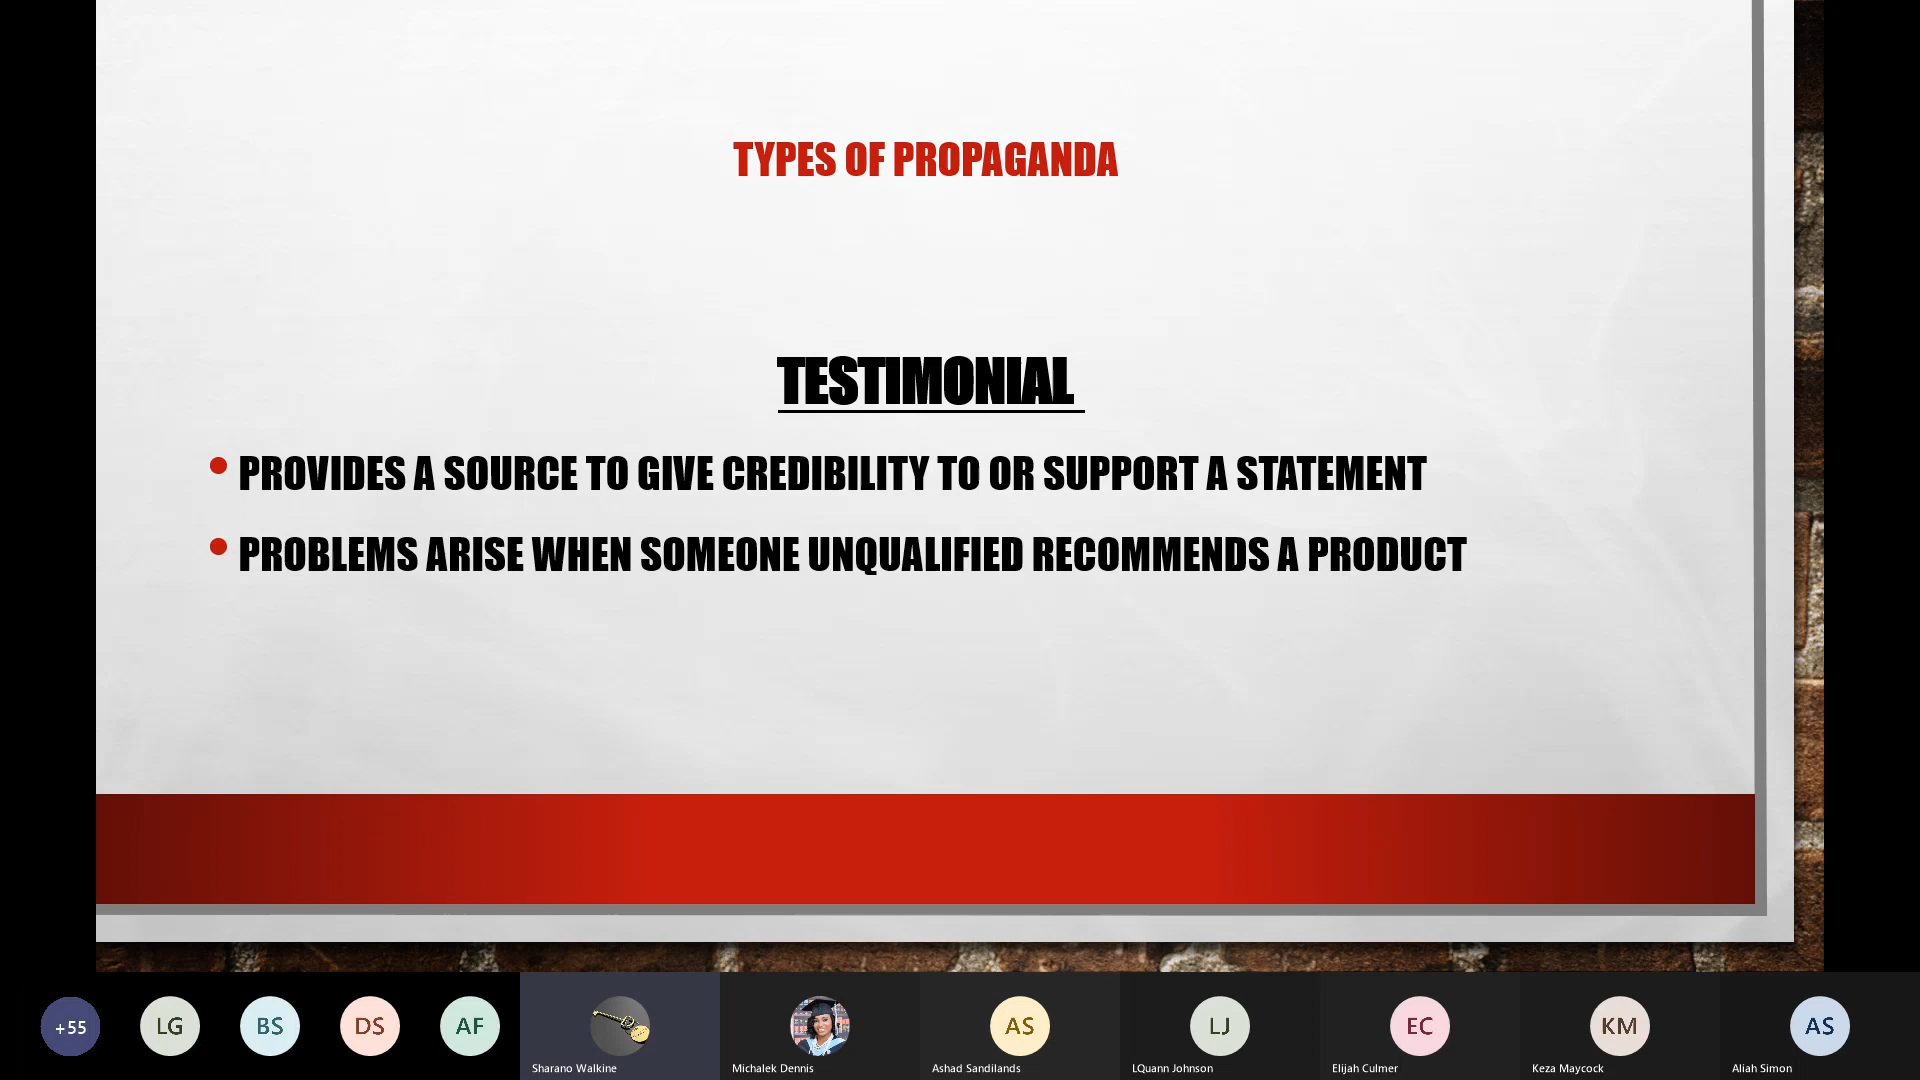 TYPES OF PROPAGANDA
TESTIMONIAL
PROVIDES A SOURCE TO GIVE CREDIBILITY TO OR SUPPORT A STATEMENT
PROBLEMS ARISE WHEN SOMEONE UNQUALIFIED RECOMMENDS A PRODUCT
+55
LG
BS
DS
AF
AS
LJ
EC
KM
AS
Sharano Walkine
Michalek Dennis
Ashad Sandilands
LQuann Johnson
Elijah Culmer
Keza Maycock
Aliah Simon